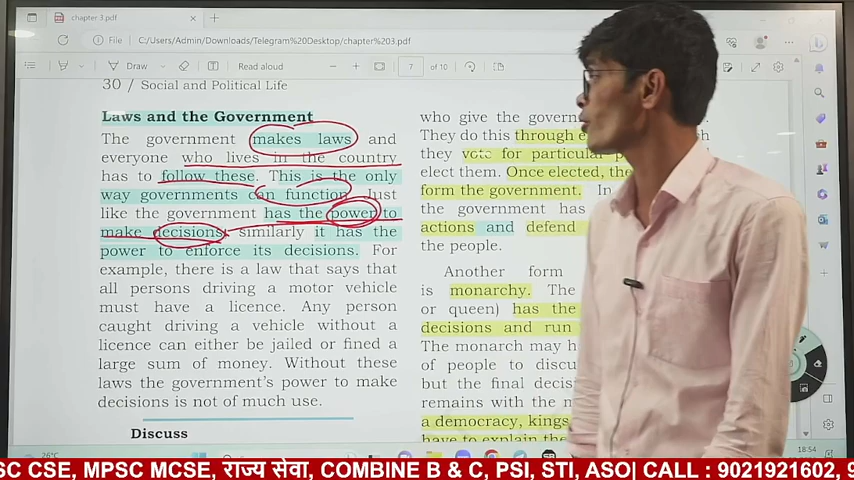 chapter 3.pdf
File
C:/Users/Admin/Downloads/Telegram%20Desktop/chapter%203.pdf
Draw
Read aloud
7
of 10
30 / Social and Political Life
Laws and the Government
The government makes laws and
everyone who lives in the country
has to follow these. This is the only
way governments can function. Just
like the government has the power to
make decisions, similarly it has the
power to enforce its decisions. For
example, there is a law that says that
all persons driving a motor vehicle
must have a licence. Any person
caught driving a vehicle without a
licence can either be jailed or fined a
large sum of money. Without these
laws the government's power to make
decisions is not of much use.
Discuss
who give the
They do this through
they vote for particular
elect them. Once elected,
form the government. In
the government has
actions and defend
the people.
Another form
is monarchy. The
or queen) has the
decisions and run
The monarch may
of people to
but the final
remains with the
a democracy, kings
have to explain
26°C
18:54
SC CSE, MPSC MCSE, राज्य सेवा, COMBINE B & C, PSI, STI, ASO| CALL : 9021921602, 9